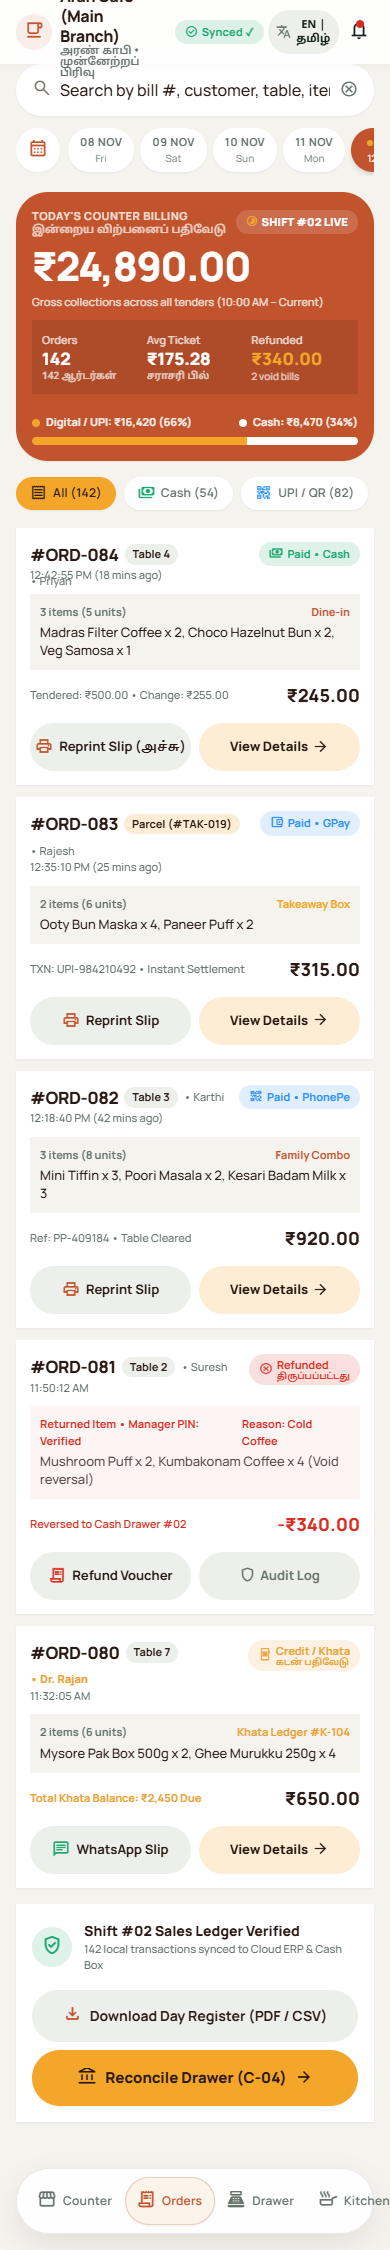 Arun Cafe
(Main
Branch)
அரண் காபி •
முன்னேற்றப்
பிரிவு
Synced ✓
EN |
தமிழ்
Search by bill #, customer, table, iter
08 NOV
Fri
09 NOV
Sat
10 NOV
Sun
11 NOV
Mon
12
TODAY'S COUNTER BILLING
இன்றைய விற்பனைப் பதிவேடு
SHIFT #02 LIVE
₹24,890.00
Gross collections across all tenders (10:00 AM – Current)
Orders
142
142 ஆர்டர்கள்
Avg Ticket
₹175.28
சராசரி பில்
Refunded
₹340.00
2 void bills
Digital / UPI: ₹16,420 (66%)
Cash: ₹8,470 (34%)
All (142)
Cash (54)
UPI / QR (82)
#ORD-084
Table 4
Paid • Cash
12:42:55 PM (18 mins ago)
• Priyan
3 items (5 units)
Dine-in
Madras Filter Coffee x 2, Choco Hazelnut Bun x 2,
Veg Samosa x 1
Tendered: ₹500.00 • Change: ₹255.00
₹245.00
Reprint Slip (அச்சு)
View Details →
#ORD-083
Parcel (#TAK-019)
Paid • GPay
• Rajesh
12:35:10 PM (25 mins ago)
2 items (6 units)
Takeaway Box
Ooty Bun Maska x 4, Paneer Puff x 2
TXN: UPI-984210492 • Instant Settlement
₹315.00
Reprint Slip
View Details →
#ORD-082
Table 3
• Karthi
Paid • PhonePe
12:18:40 PM (42 mins ago)
3 items (8 units)
Family Combo
Mini Tiffin x 3, Poori Masala x 2, Kesari Badam Milk x
3
Ref: PP-409184 • Table Cleared
₹920.00
Reprint Slip
View Details →
#ORD-081
Table 2
• Suresh
Refunded
திருப்பப்பட்டது
11:50:12 AM
Returned Item • Manager PIN:
Verified
Reason: Cold
Coffee
Mushroom Puff x 2, Kumbakonam Coffee x 4 (Void
reversal)
Reversed to Cash Drawer #02
-₹340.00
Refund Voucher
Audit Log
#ORD-080
Table 7
Credit / Khata
கடன் பதிவேடு
• Dr. Rajan
11:32:05 AM
2 items (6 units)
Khata Ledger #K-104
Mysore Pak Box 500g x 2, Ghee Murukku 250g x 4
Total Khata Balance: ₹2,450 Due
₹650.00
WhatsApp Slip
View Details →
Shift #02 Sales Ledger Verified
142 local transactions synced to Cloud ERP & Cash
Box
Download Day Register (PDF / CSV)
Reconcile Drawer (C-04) →
Counter
Orders
Drawer
Kitchen